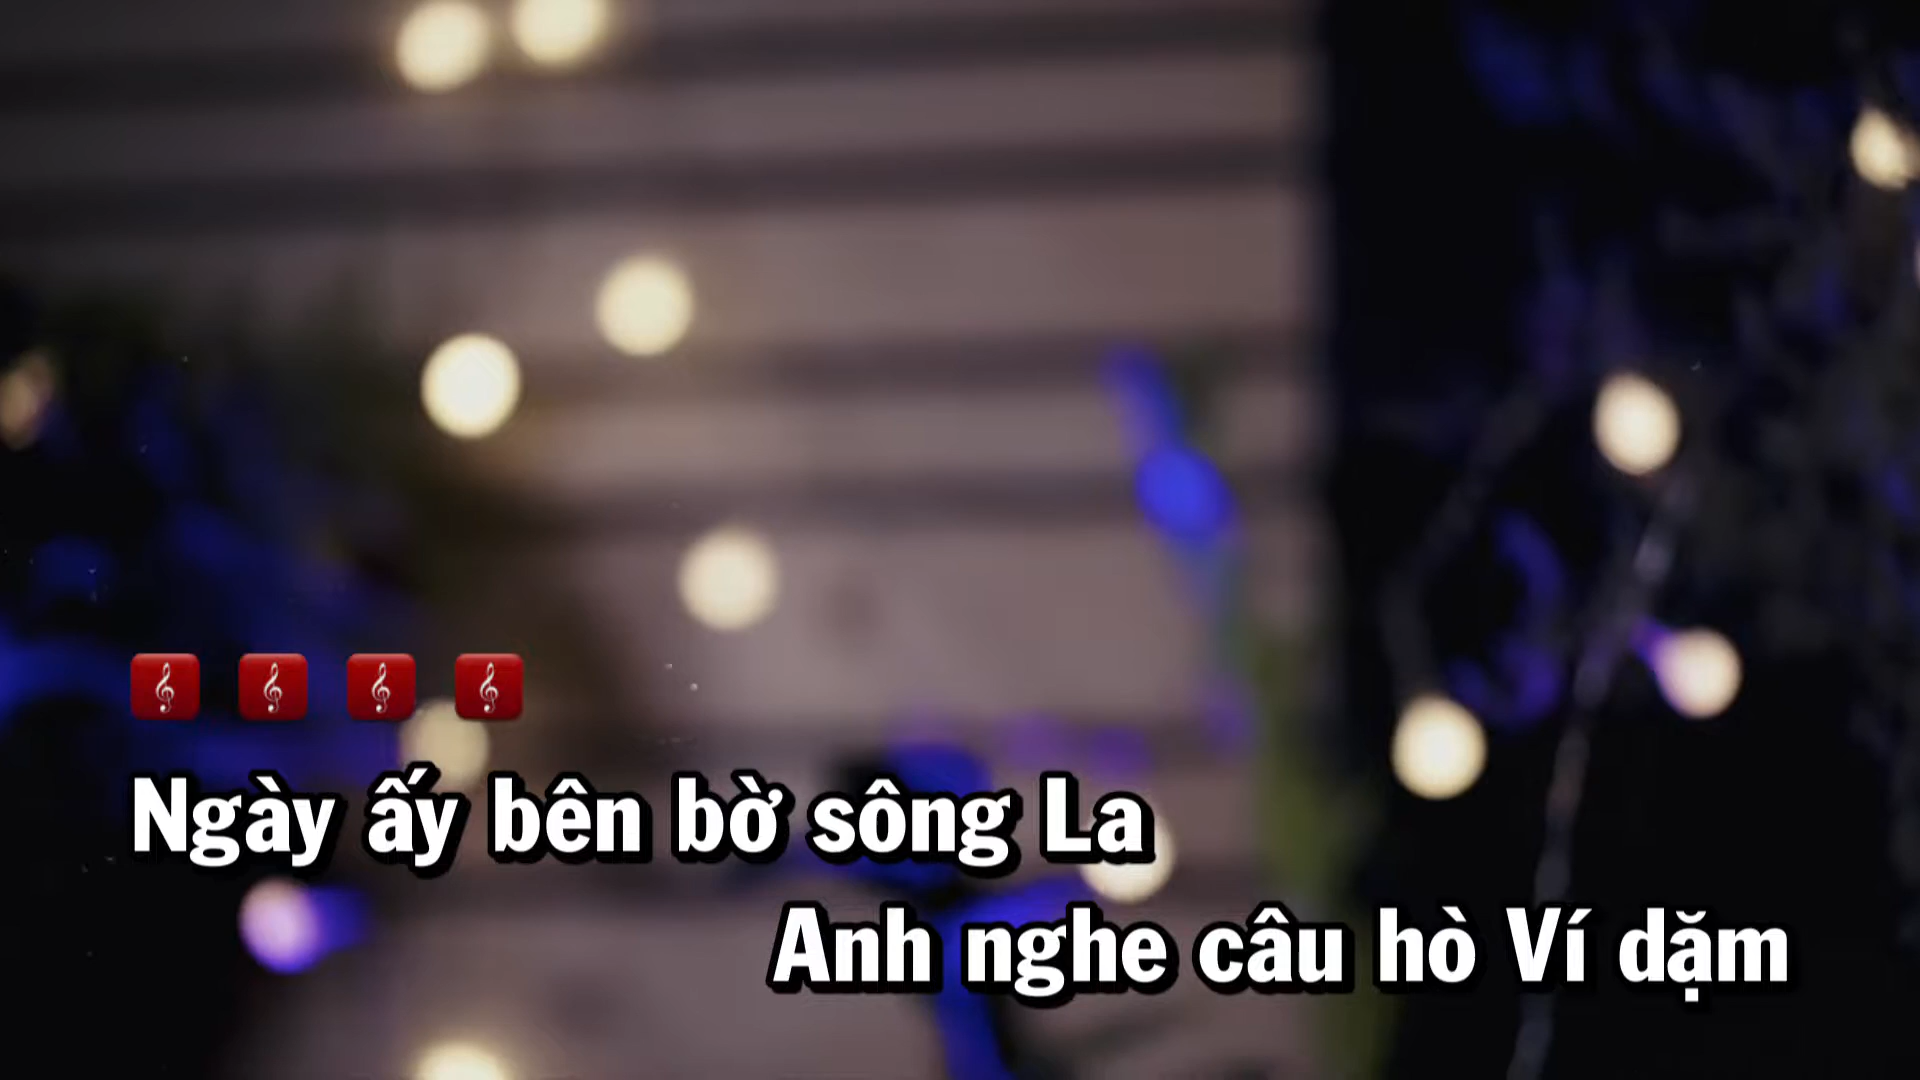 Ngày ấy bên bờ sông La
Anh nghe câu hò Ví dặm